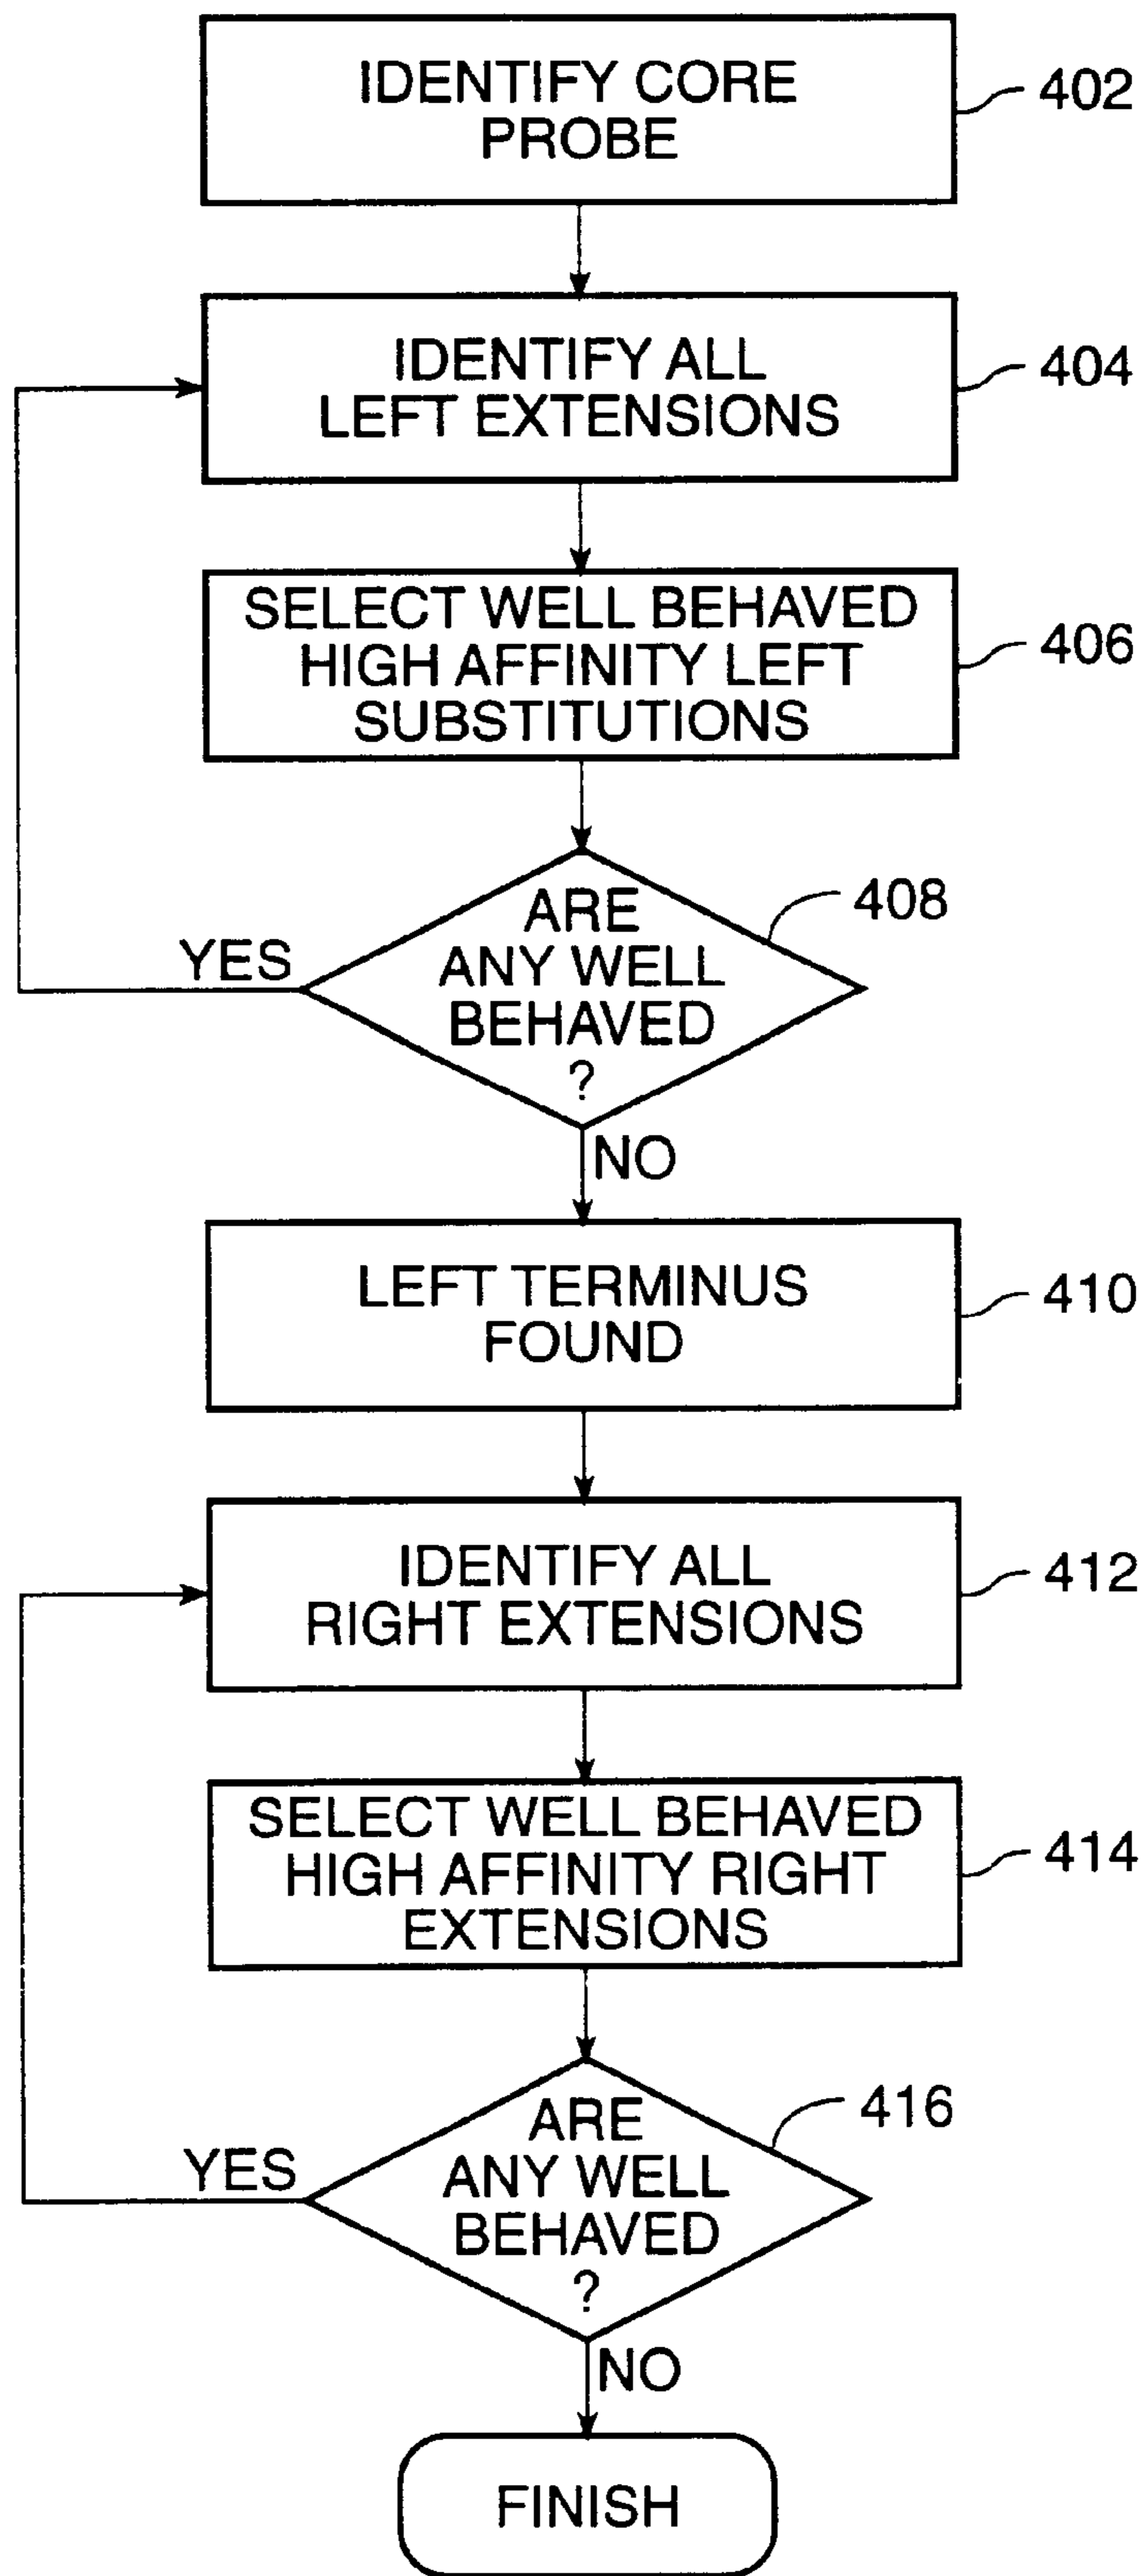 IDENTIFY CORE
PROBE
402
IDENTIFY ALL
LEFT EXTENSIONS
404
SELECT WELL BEHAVED
HIGH AFFINITY LEFT
SUBSTITUTIONS
406
ARE
ANY WELL
BEHAVED
?
408
YES
NO
LEFT TERMINUS
FOUND
410
IDENTIFY ALL
RIGHT EXTENSIONS
412
SELECT WELL BEHAVED
HIGH AFFINITY RIGHT
EXTENSIONS
414
ARE
ANY WELL
BEHAVED
?
416
YES
NO
FINISH